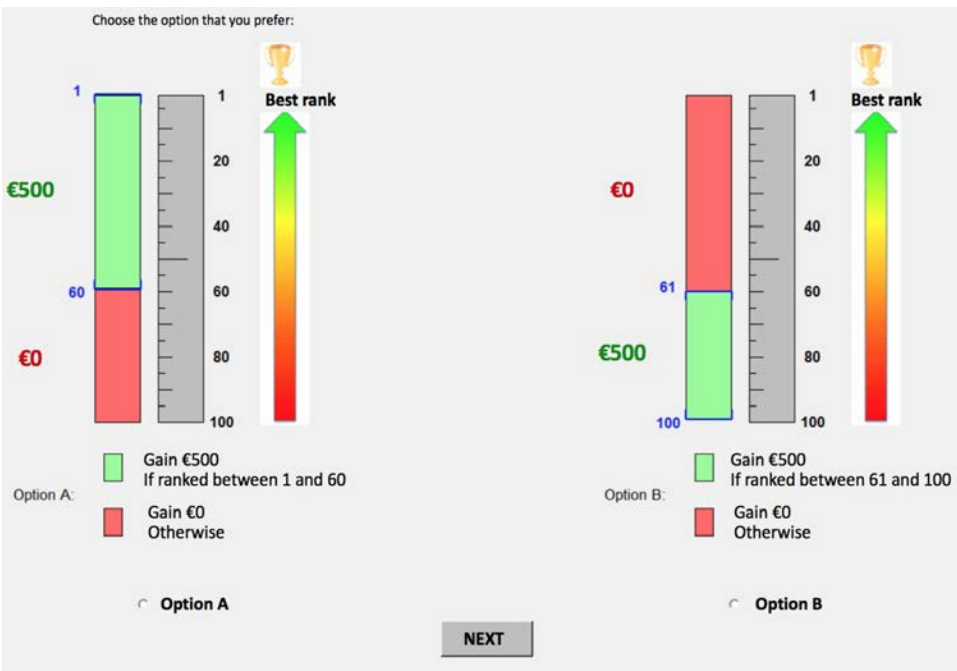 Choose the option that you prefer:
Best rank
1
€500
60
€0
1
20
40
60
80
100
Gain €500
If ranked between 1 and 60
Option A:
Gain €0
Otherwise
Option A
Best rank
€0
61
€500
100
1
20
40
60
80
100
Gain €500
If ranked between 61 and 100
Option B:
Gain €0
Otherwise
Option B
NEXT